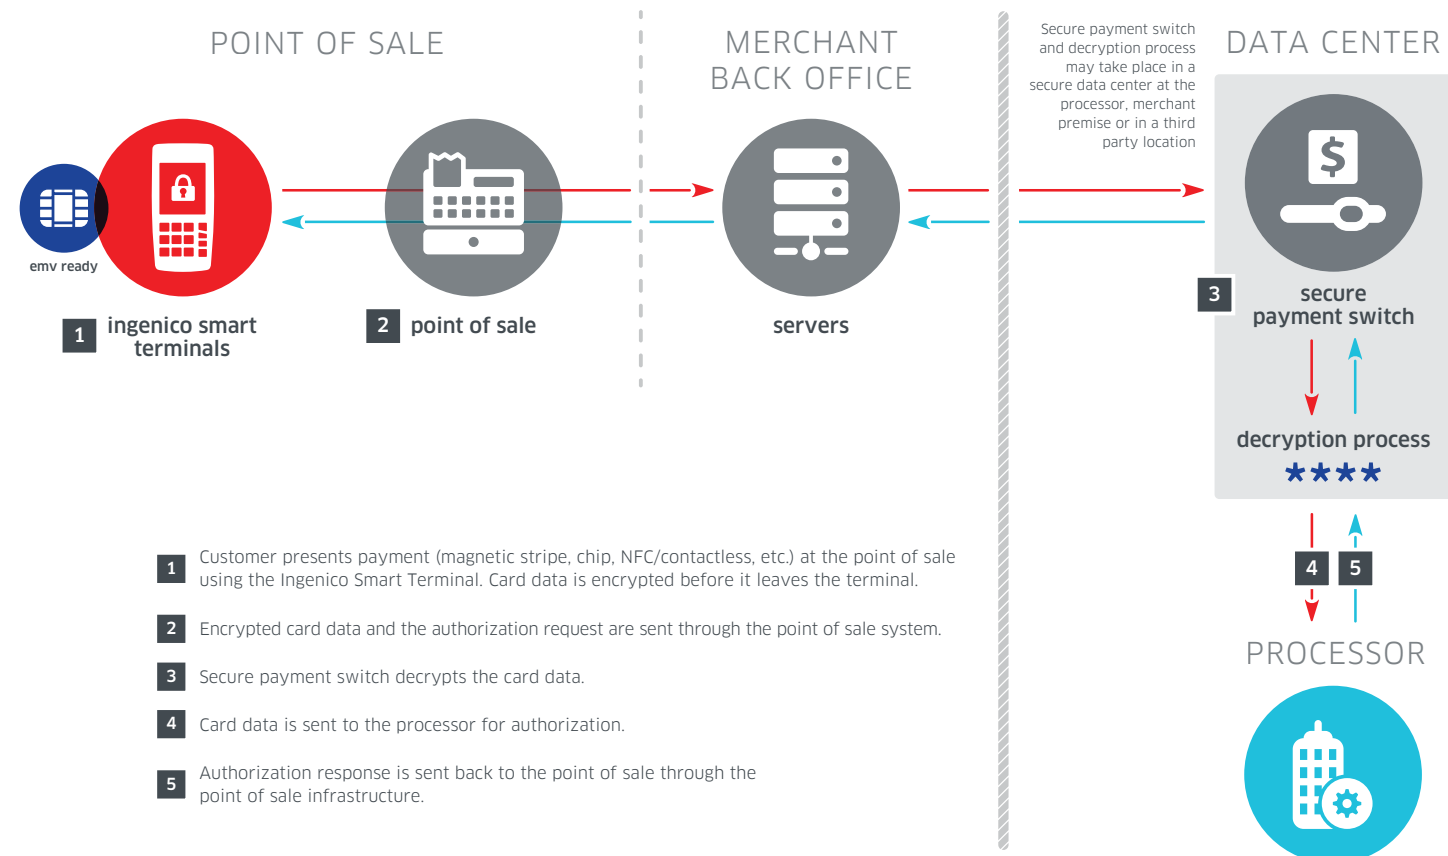 POINT OF SALE
MERCHANT
BACK OFFICE
Secure payment switch
and decryption process
may take place in a
secure data center at the
processor, merchant
premise or in a third
party location
DATA CENTER
$
emv ready
1
ingenico smart
terminals
2
point of sale
servers
3
secure
payment switch
decryption process
****
1
Customer presents payment (magnetic stripe, chip, NFC/contactless, etc.) at the point of sale
using the Ingenico Smart Terminal. Card data is encrypted before it leaves the terminal.
2
Encrypted card data and the authorization request are sent through the point of sale system.
3
Secure payment switch decrypts the card data.
4
Card data is sent to the processor for authorization.
5
Authorization response is sent back to the point of sale through the
point of sale infrastructure.
4
5
PROCESSOR